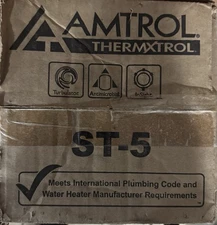 AMTROL
THERMXTROL
ST-5
Meets International Plumbing Code and
Water Heater Manufacturer Requirements